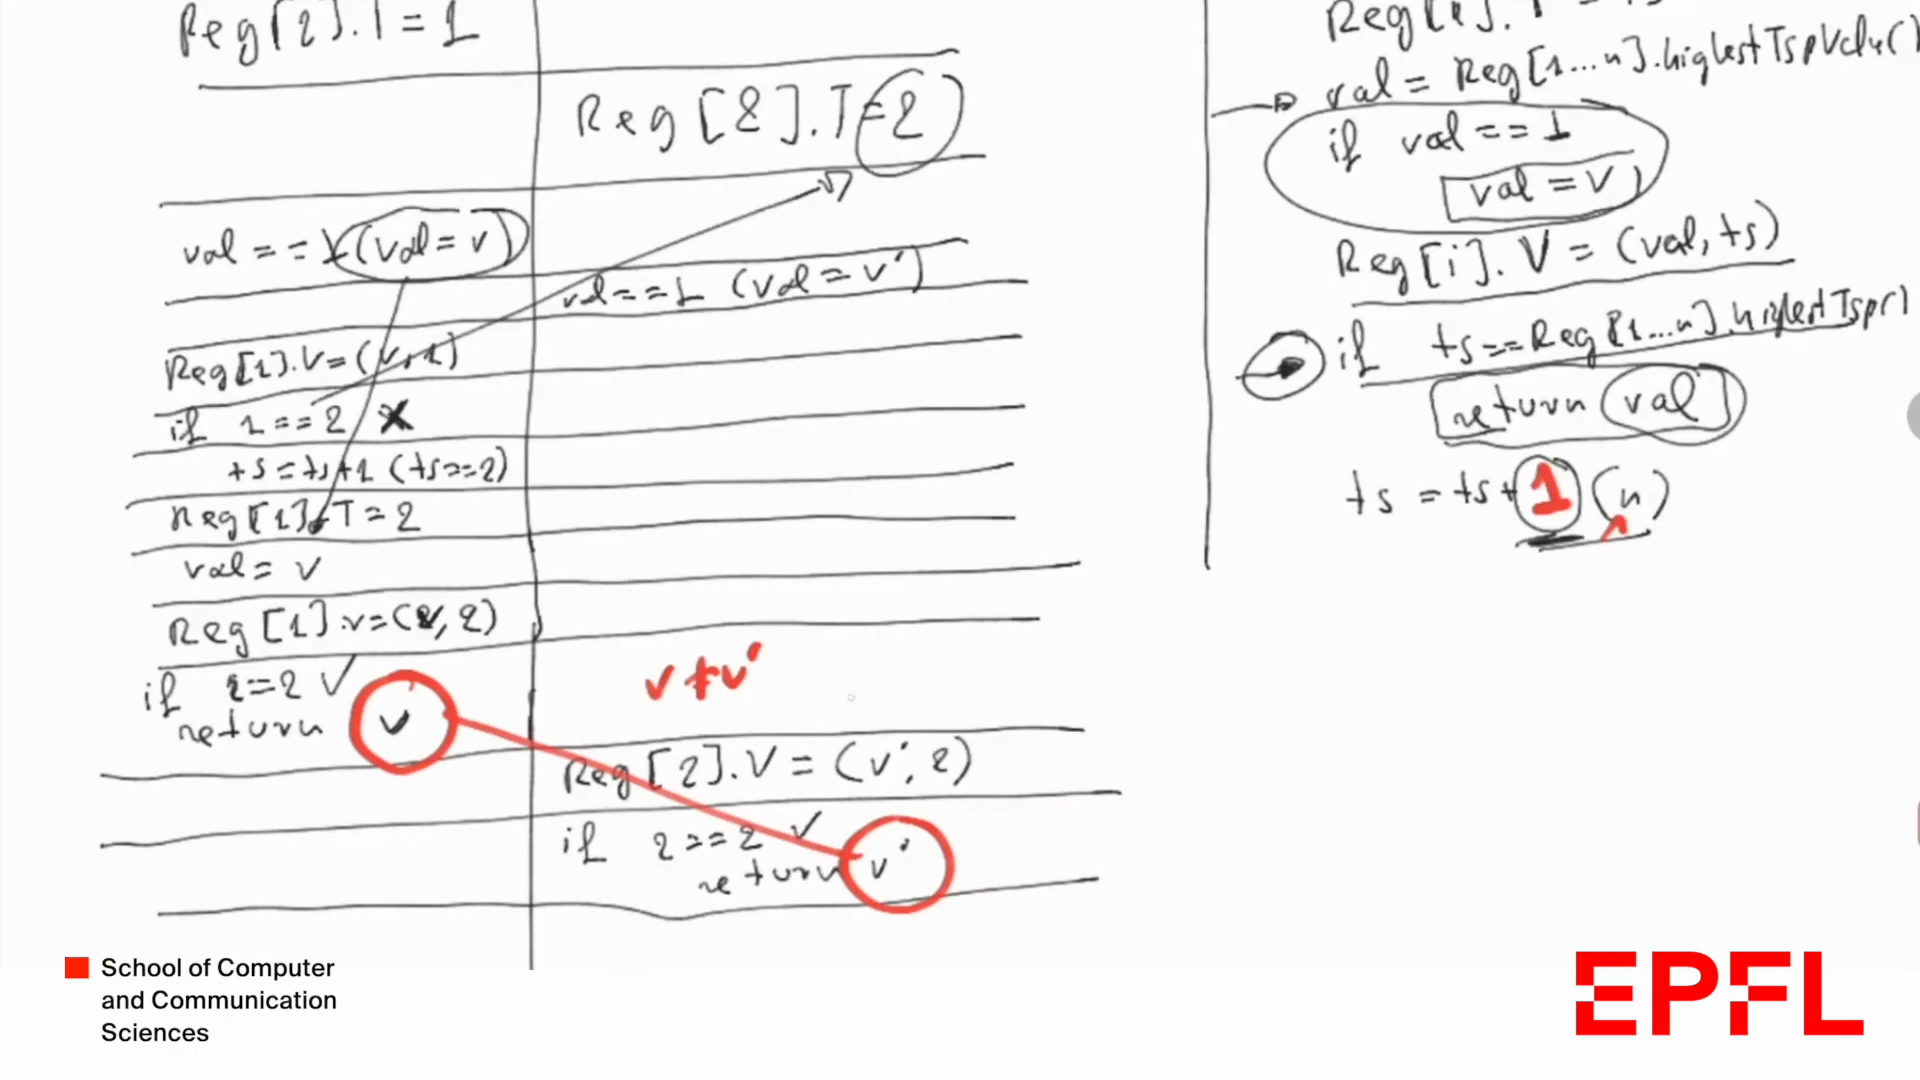 Reg[2].T = 1
Reg[2].T = 2
val == ⊥ (val = v)
val == ⊥ (val = v')
Reg[1].V = (v, 1)
if 1 == 2 X
ts = ts+1 (ts == 2)
Reg[1].T = 2
val = v
Reg[1].v = (v, 2)
if 2 == 2 ✓
return v
v ≠ v'
Reg[2].V = (v', 2)
if 2 == 2 ✓
return v'
val = Reg[1...n].highestTspValue()
if val == ⊥
val = v
Reg[i].V = (val, ts)
if ts == Reg[1...n].highestTsp()
return val
ts = ts + 1 (n)
School of Computer
and Communication
Sciences
EPFL